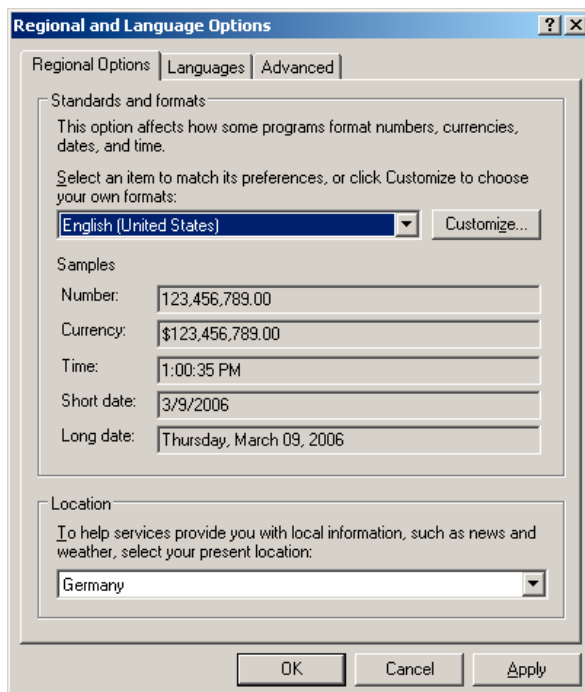 Regional and Language Options
Regional Options Languages Advanced
Standards and formats
This option affects how some programs format numbers, currencies,
dates, and time.
Select an item to match its preferences, or click Customize to choose
your own formats:
English (United States) Customize...
Samples
Number: 123,456,789.00
Currency: $123,456,789.00
Time: 1:00:35 PM
Short date: 3/9/2006
Long date: Thursday, March 09, 2006
Location
To help services provide you with local information, such as news and
weather, select your present location:
Germany
OK Cancel Apply